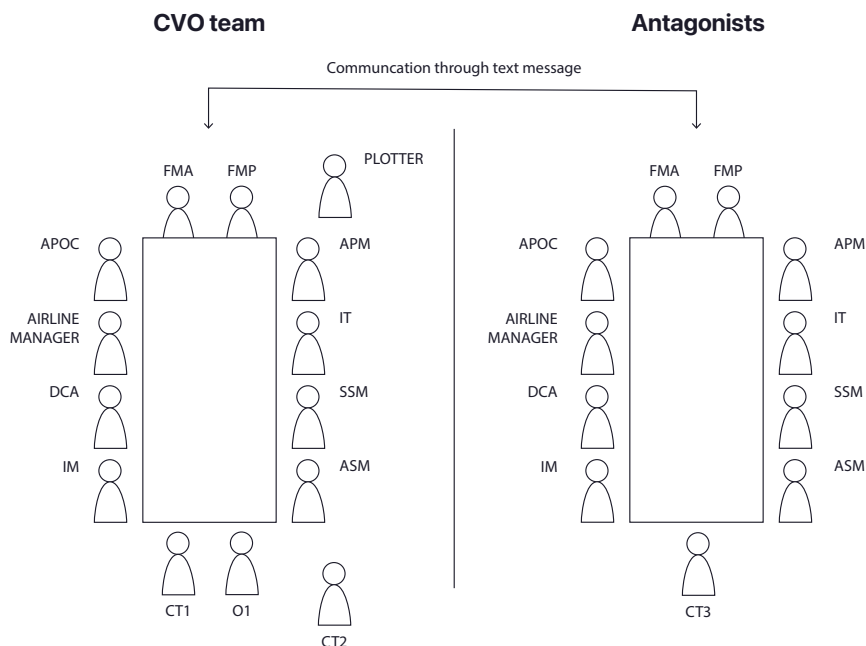 CVO team
Antagonists
Communcation through text message
PLOTTER
FMA
FMP
FMA
FMP
APOC
APM
APOC
APM
AIRLINE
MANAGER
IT
AIRLINE
MANAGER
IT
DCA
SSM
DCA
SSM
IM
ASM
IM
ASM
CT1
O1
CT2
CT3